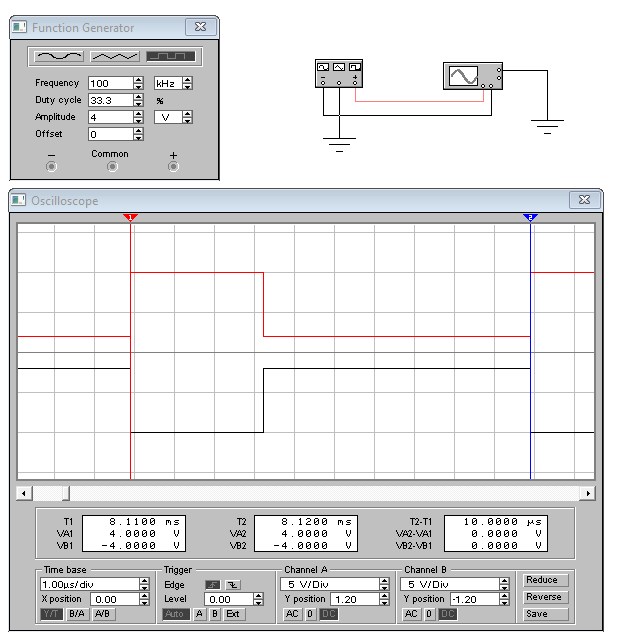 Function Generator
Frequency 100 kHz
Duty cycle 33.3 %
Amplitude 4 V
Offset 0
− Common +
− +
Oscilloscope
1 2
T1 8.1100 ms T2 8.1200 ms T2-T1 10.0000 µs
VA1 4.0000 V VA2 4.0000 V VA2-VA1 0.0000 V
VB1 -4.0000 V VB2 -4.0000 V VB2-VB1 0.0000 V
Time base Trigger Channel A Channel B
1.00µs/div Edge 5 V/Div 5 V/Div Reduce
X position 0.00 Level 0.00 Y position 1.20 Y position -1.20 Reverse
Y/T B/A A/B Auto A B Ext AC 0 DC AC 0 DC Save